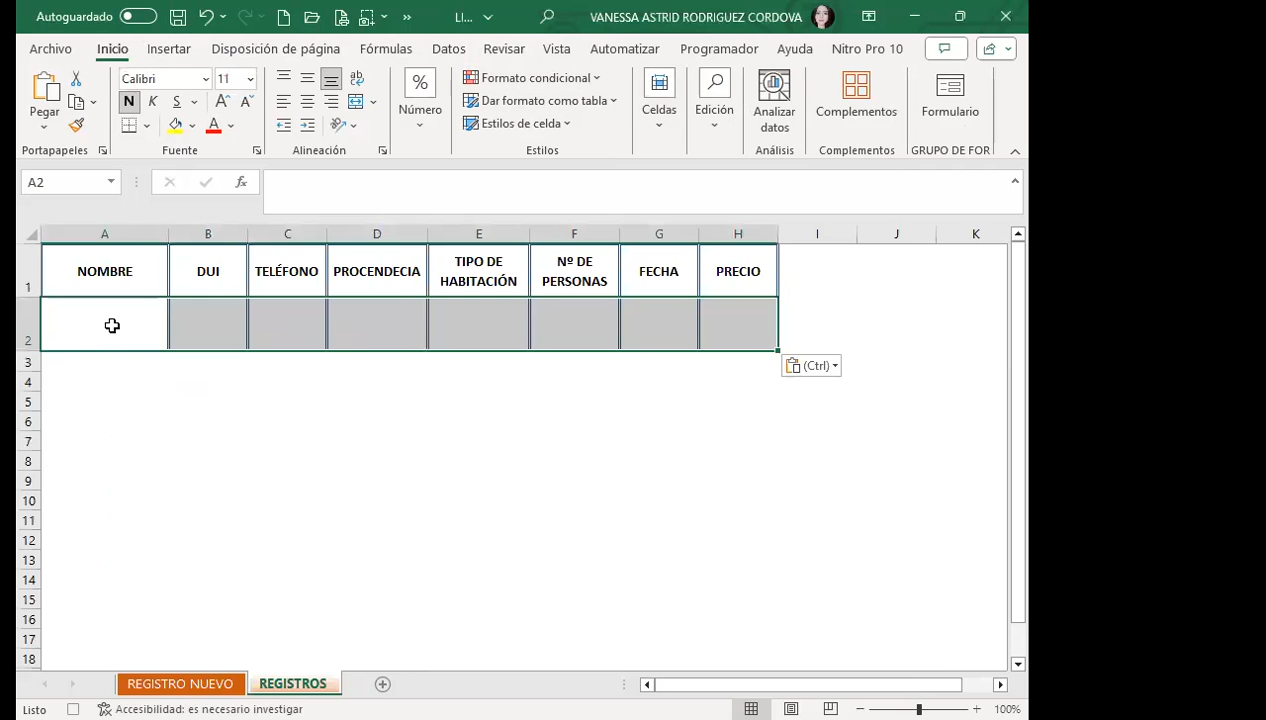 Autoguardado LI... VANESSA ASTRID RODRIGUEZ CORDOVA
Archivo Inicio Insertar Disposición de página Fórmulas Datos Revisar Vista Automatizar Programador Ayuda Nitro Pro 10
Pegar
Portapapeles
Calibri 11
N K S A A
A
Fuente
ab
ab
Alineación
%
Número
Formato condicional
Dar formato como tabla
Estilos de celda
Estilos
Celdas
Edición
Analizar
datos
Análisis
Complementos
Complementos
Formulario
GRUPO DE FOR
A2 fx
A B C D E F G H I J K
1 NOMBRE DUI TELÉFONO PROCENDECIA TIPO DE HABITACIÓN Nº DE PERSONAS FECHA PRECIO
2
(Ctrl)
3
4
5
6
7
8
9
10
11
12
13
14
15
16
17
18
REGISTRO NUEVO REGISTROS
Listo Accesibilidad: es necesario investigar 100%